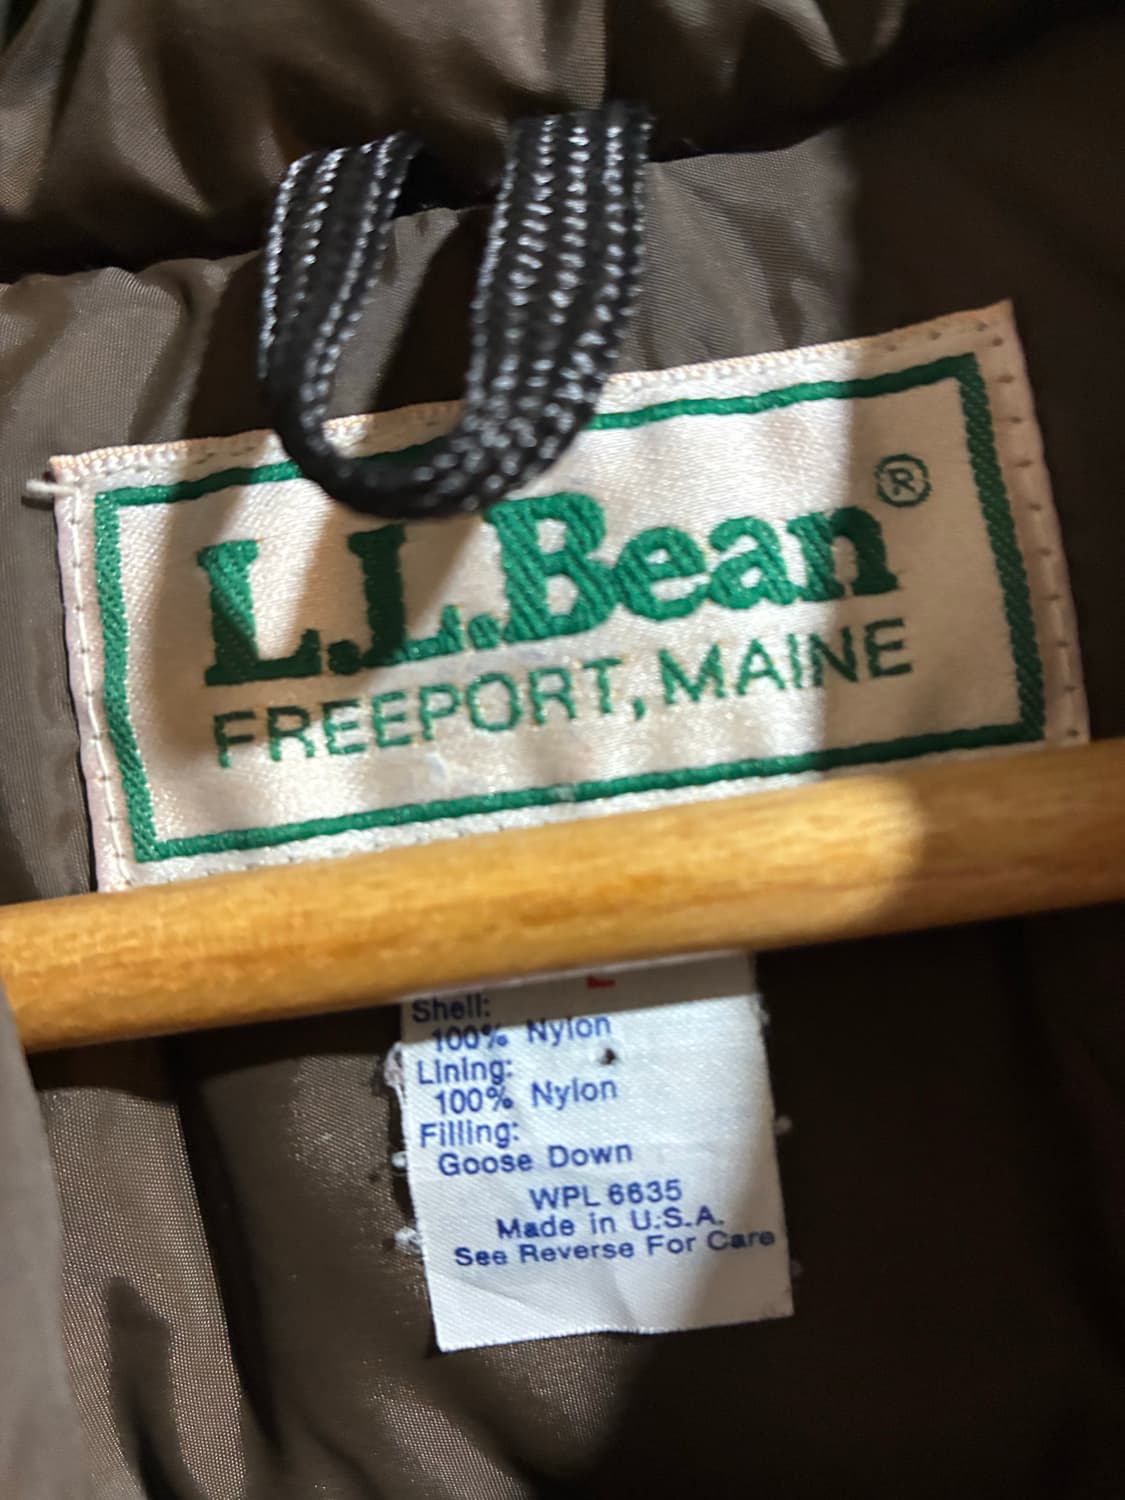 L.L.Bean®
FREEPORT, MAINE
Shell:
100% Nylon
Lining:
100% Nylon
Filling:
Goose Down
WPL 6635
Made in U.S.A.
See Reverse For Care